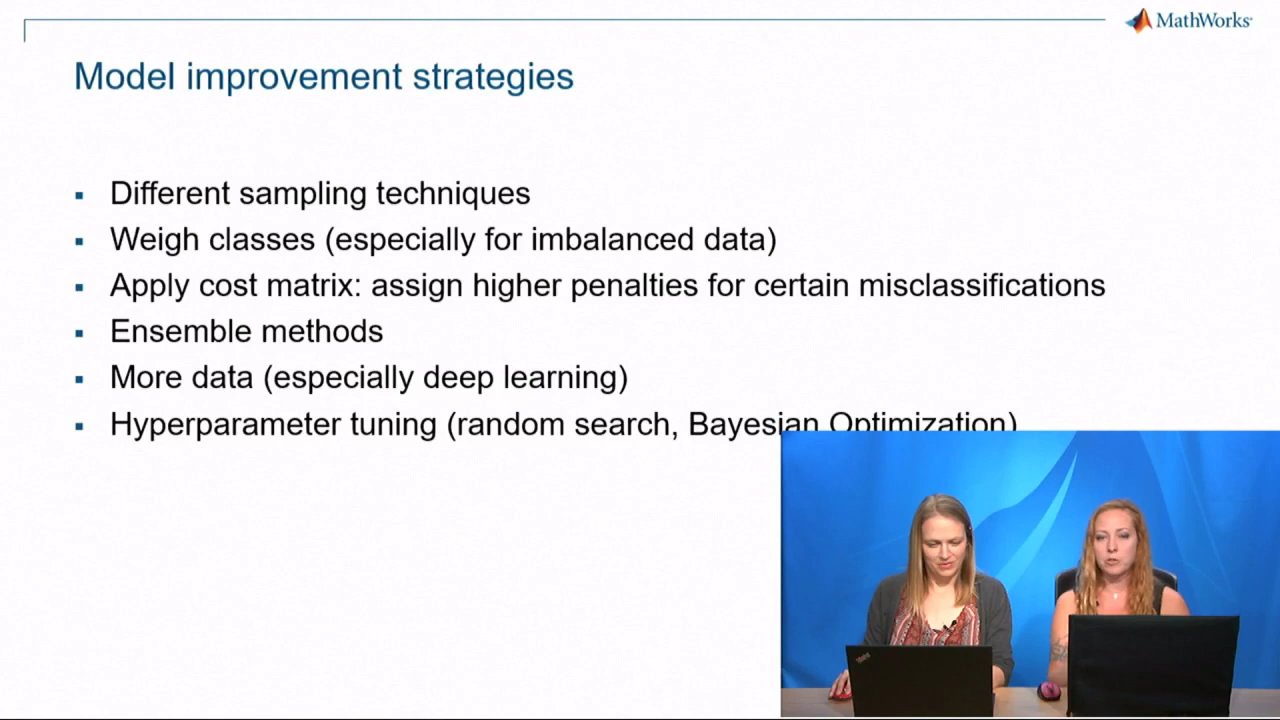 MathWorks
Model improvement strategies
Different sampling techniques
Weigh classes (especially for imbalanced data)
Apply cost matrix: assign higher penalties for certain misclassifications
Ensemble methods
More data (especially deep learning)
Hyperparameter tuning (random search, Bayesian Optimization)
ThinkPad